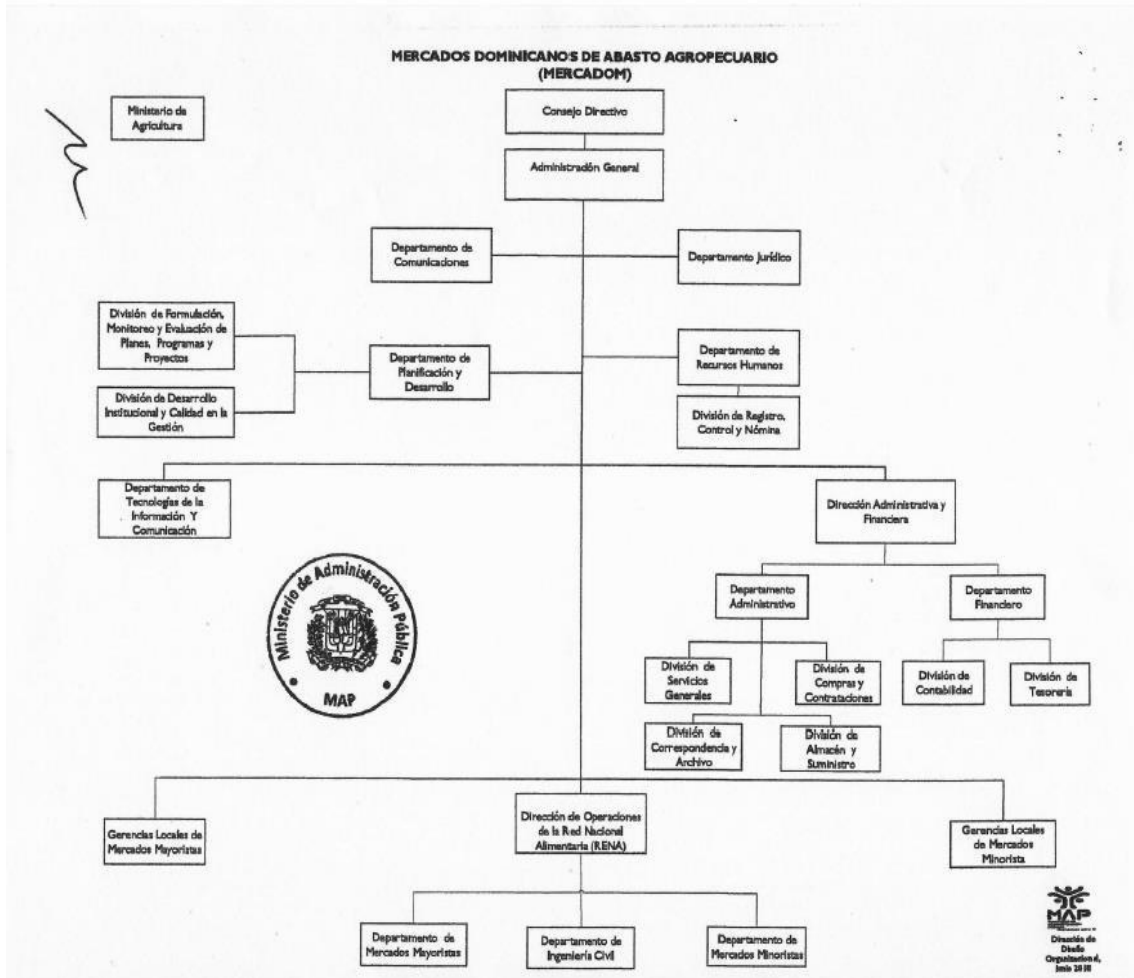 MERCADOS DOMINICANOS DE ABASTO AGROPECUARIO
(MERCADOM)
Ministerio de
Agricultura
Consejo Directivo
Administración General
Departamento de
Comunicaciones
Departamento Jurídico
División de Formulación,
Monitoreo y Evaluación de
Planes, Programas y
Proyectos
Departamento de
Planificación y
Desarrollo
Departamento de
Recursos Humanos
División de Desarrollo
Institucional y Calidad en la
Gestión
División de Registro,
Control y Nómina
Departamento de
Tecnologías de la
Información Y
Comunicación
Dirección Administrativa y
Financiera
Ministerio de Administración Pública
MAP
Departamento
Administrativo
Departamento
Financiero
División de
Servicios
Generales
División de
Compras y
Contrataciones
División de
Contabilidad
División de
Tesorería
División de
Correspondencia y
Archivo
División de
Almacén y
Suministro
Gerencias Locales de
Mercados Mayoristas
Dirección de Operaciones
de la Red Nacional
Alimentaria (RENA)
Gerencias Locales
de Mercados
Minorista
Departamento de
Mercados Mayoristas
Departamento de
Ingeniería Civil
Departamento de
Mercados Minoristas
MAP
Dirección de
Diseño
Organizacional,